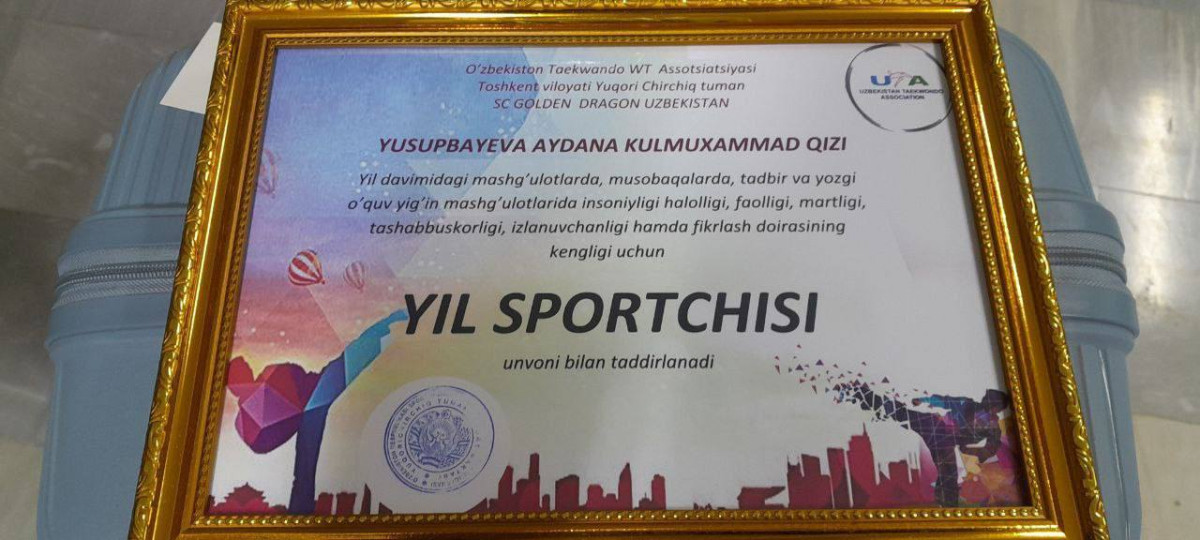 O'zbekiston Taekwando WT Assotsiatsiyasi
Toshkent viloyati Yuqori Chirchiq tuman
SC GOLDEN DRAGON UZBEKISTAN
UTA
UZBEKISTAN TAEKWONDO
ASSOCIATION
YUSUPBAYEVA AYDANA KULMUXAMMAD QIZI
Yil davimidagi mashg'ulotlarda, musobaqalarda, tadbir va yozgi
o'quv yig'in mashg'ulotlarida insoniyligi halolligi, faolligi, martligi,
tashabbuskorligi, izlanuvchanligi hamda fikrlash doirasining
kengligi uchun
YIL SPORTCHISI
unvoni bilan taddirlanadi